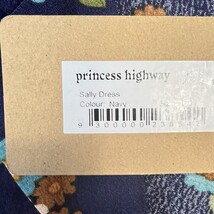 princess highway
Sally Dress
Colour: Navy